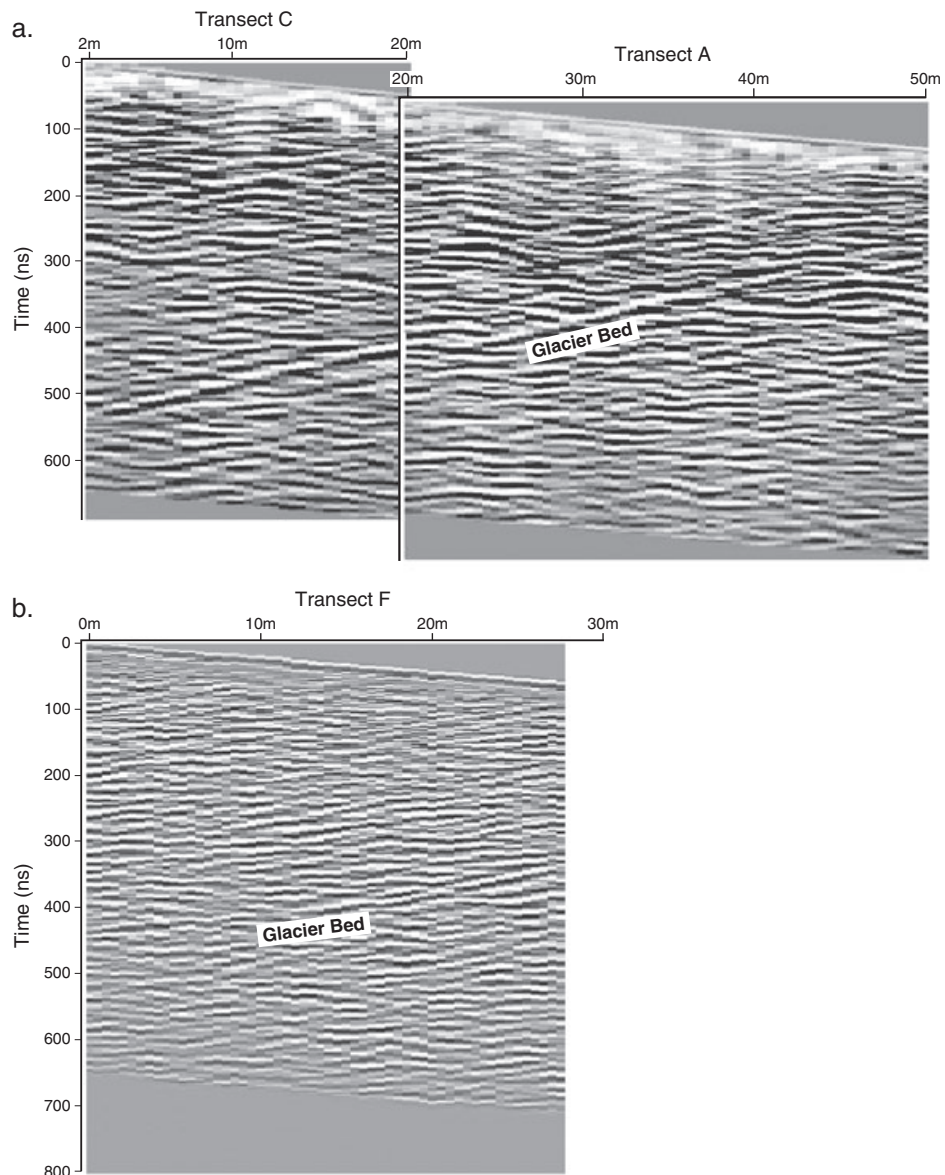 a.
Transect C
2m 10m 20m
Transect A
20m 30m 40m 50m
0
100
200
300
400
500
600
Time (ns)
Glacier Bed
b.
Transect F
0m 10m 20m 30m
0
100
200
300
400
500
600
700
800
Time (ns)
Glacier Bed